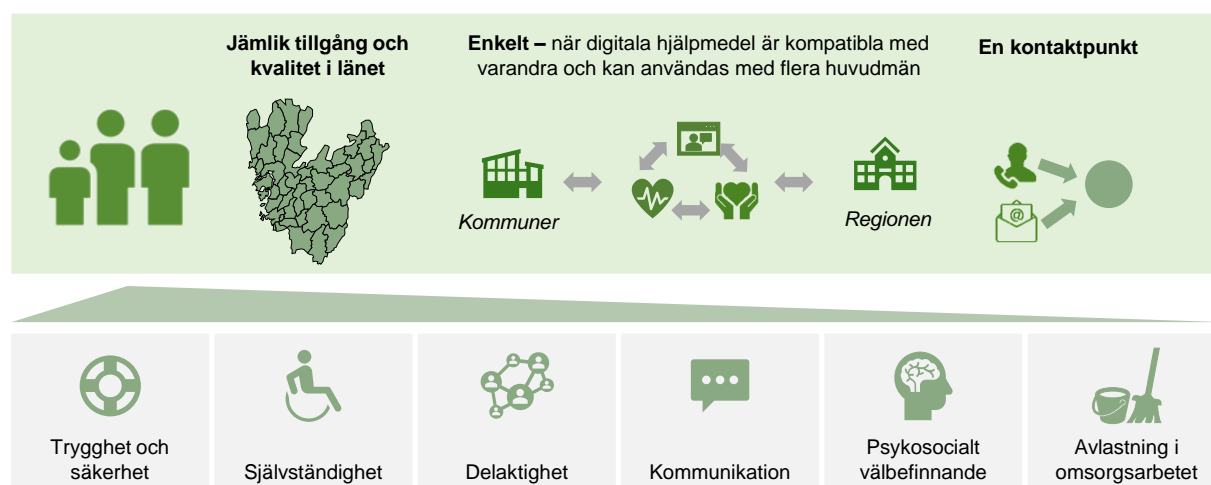 Jämlik tillgång och
kvalitet i länet
Enkelt – när digitala hjälpmedel är kompatibla med
varandra och kan användas med flera huvudmän
En kontaktpunkt
Kommuner
Regionen
@
Trygghet och
säkerhet
Självständighet
Delaktighet
Kommunikation
Psykosocialt
välbefinnande
Avlastning i
omsorgsarbetet